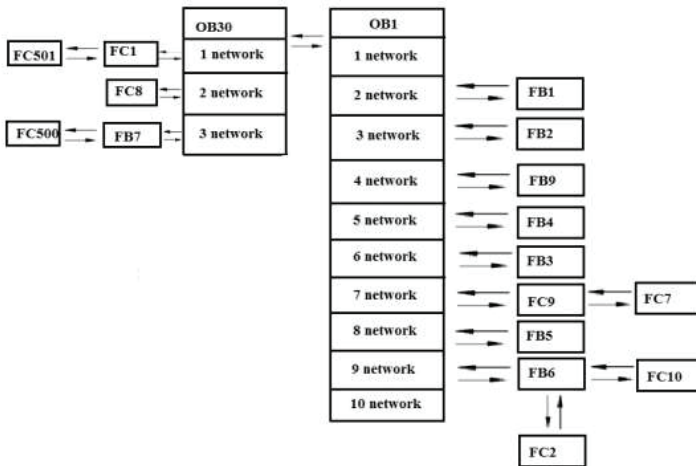 OB30
OB1
FC501
FC1
1 network
1 network
FC8
2 network
2 network
FB1
FC500
FB7
3 network
3 network
FB2
4 network
FB9
5 network
FB4
6 network
FB3
7 network
FC9
FC7
8 network
FB5
9 network
FB6
FC10
10 network
FC2